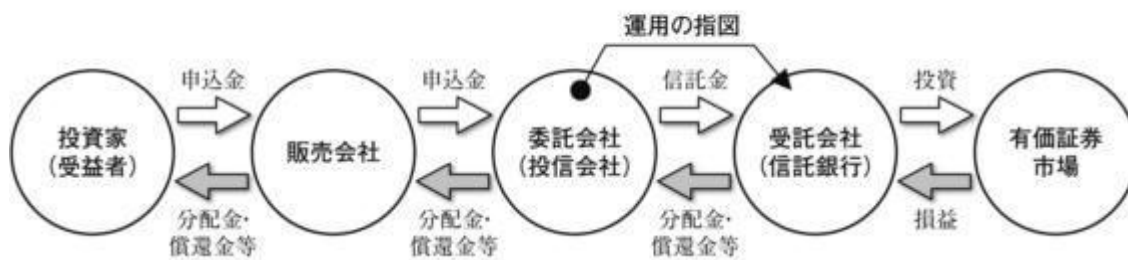 運用の指図
申込金
申込金
信託金
投資
投資家
(受益者)
販売会社
委託会社
(投信会社)
受託会社
(信託銀行)
有価証券
市場
分配金・
償還金等
分配金・
償還金等
分配金・
償還金等
損益